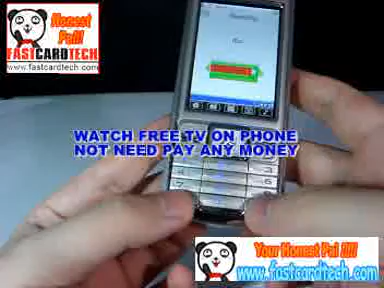 Honest
Pal!!
FASTCARDTECH
www.fastcardtech.com
WATCH FREE TV ON PHONE
NOT NEED PAY ANY MONEY
Your Honest Pal !!!!
www.fastcardtech.com